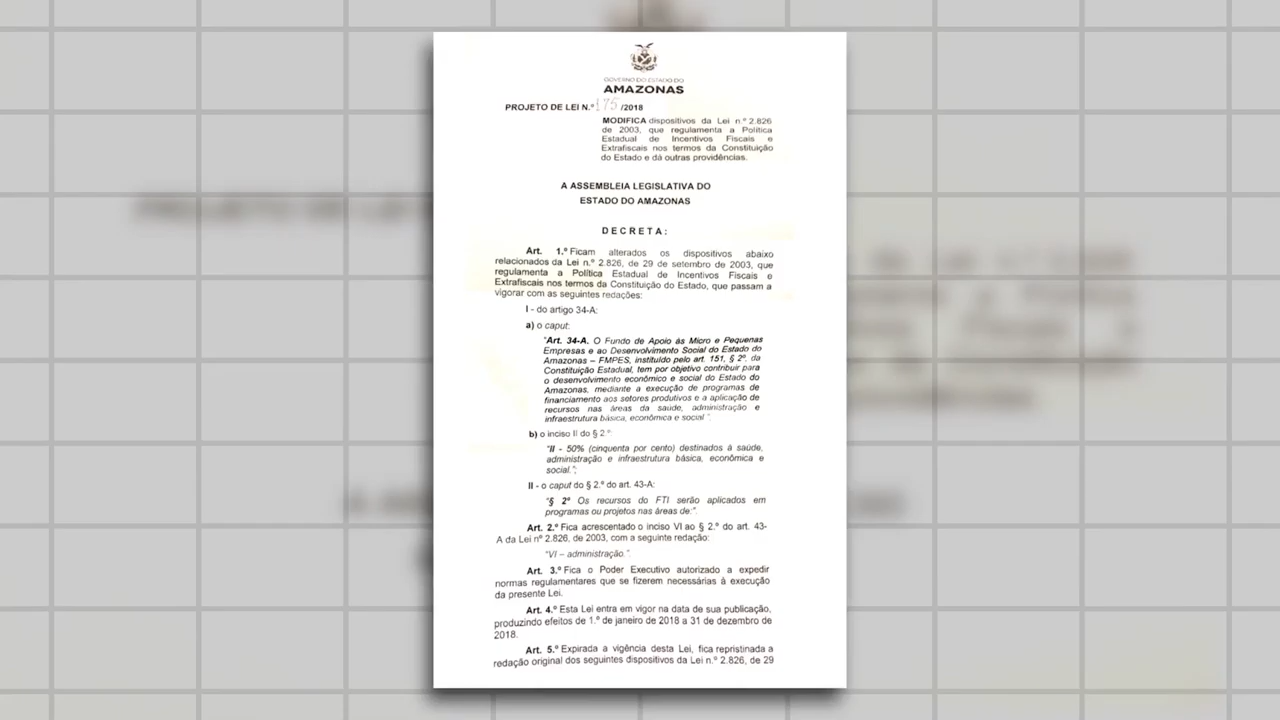 GOVERNO DO ESTADO DO
AMAZONAS
PROJETO DE LEI N.º 175 /2018
MODIFICA dispositivos da Lei n.º 2.826
de 2003, que regulamenta a Política
Estadual de Incentivos Fiscais e
Extrafiscais nos termos da Constituição
do Estado e dá outras providências.
A ASSEMBLEIA LEGISLATIVA DO
ESTADO DO AMAZONAS
D E C R E T A :
Art. 1.º Ficam alterados os dispositivos abaixo
relacionados da Lei n.º 2.826, de 29 de setembro de 2003, que
regulamenta a Política Estadual de Incentivos Fiscais e
Extrafiscais nos termos da Constituição do Estado, que passam a
vigorar com as seguintes redações:
I - do artigo 34-A:
a) o caput:
"Art. 34-A. O Fundo de Apoio às Micro e Pequenas
Empresas e ao Desenvolvimento Social do Estado do
Amazonas – FMPES, instituído pelo art. 151, § 2º. da
Constituição Estadual, tem por objetivo contribuir para
o desenvolvimento econômico e social do Estado do
Amazonas, mediante a execução de programas de
financiamento aos setores produtivos e a aplicação de
recursos nas áreas da saúde, administração e
infraestrutura básica, econômica e social ".
b) o inciso II do § 2 º:
"II - 50% (cinquenta por cento) destinados à saúde,
administração e infraestrutura básica, econômica e
social.";
II - o caput do § 2.º do art. 43-A:
"§ 2º Os recursos do FTI serão aplicados em
programas ou projetos nas áreas de:".
Art. 2.º Fica acrescentado o inciso VI ao § 2.º do art. 43-
A da Lei nº 2.826, de 2003, com a seguinte redação:
"VI – administração.".
Art. 3.º Fica o Poder Executivo autorizado a expedir
normas regulamentares que se fizerem necessárias à execução
da presente Lei.
Art. 4.º Esta Lei entra em vigor na data de sua publicação,
produzindo efeitos de 1.º de janeiro de 2018 a 31 de dezembro de
2018.
Art. 5.º Expirada a vigência desta Lei, fica repristinada a
redação original dos seguintes dispositivos da Lei n.º 2.826, de 29